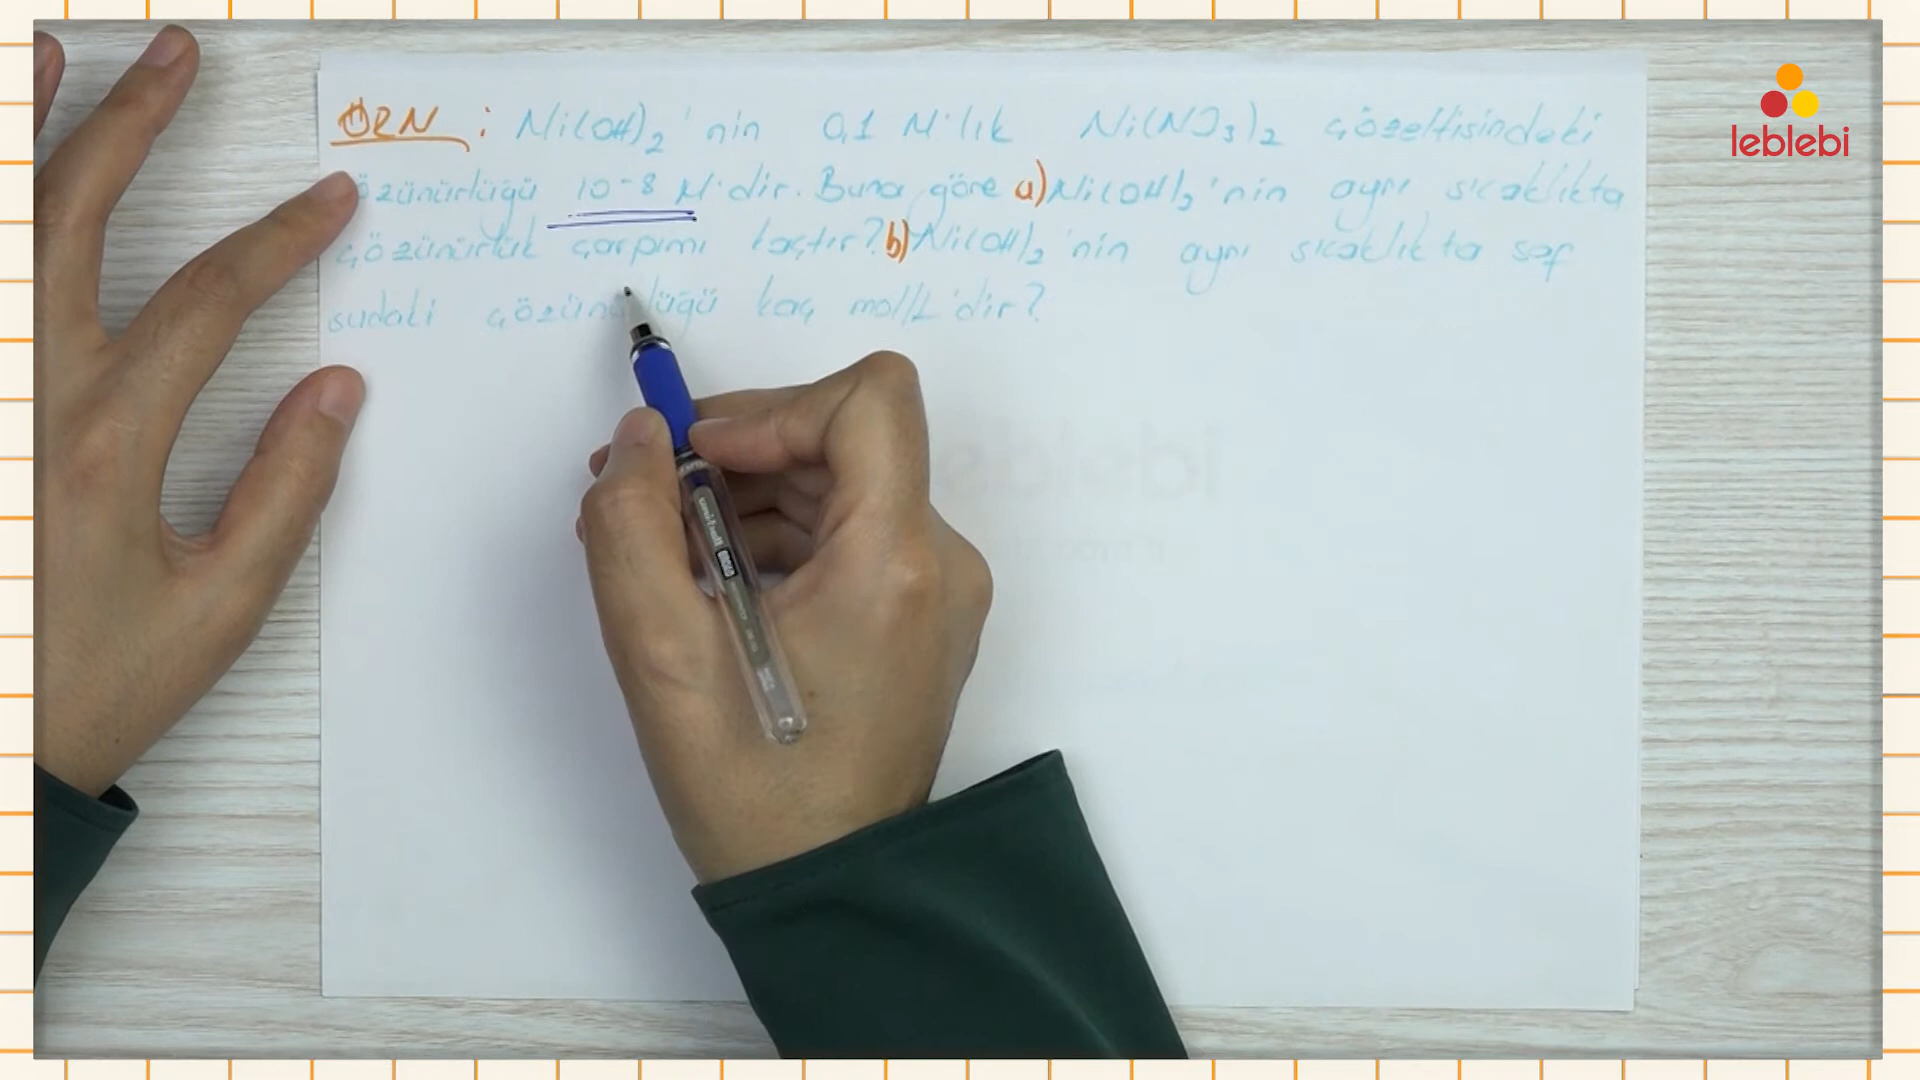 leblebi
ÖRN : Ni(OH)2'nin 0,1 M'lık Ni(NO3)2 çözeltisindeki
çözünürlüğü 10-8 M'dir. Buna göre a) Ni(OH)2'nin aynı sıcaklıkta
çözünürlük çarpımı kaçtır? b) Ni(OH)2'nin aynı sıcaklıkta saf
sudaki çözünürlüğü kaç mol/L'dir?